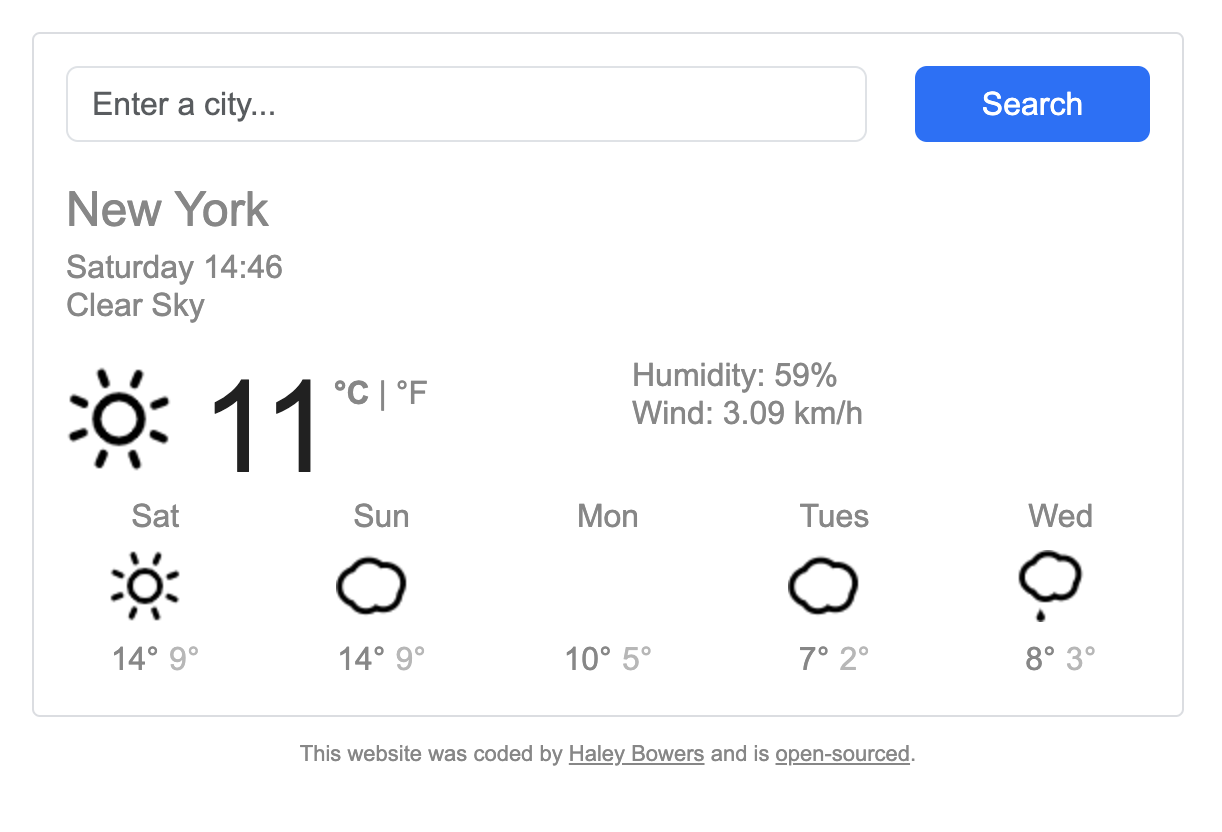 Enter a city...
Search
New York
Saturday 14:46
Clear Sky
11 °C | °F
Humidity: 59%
Wind: 3.09 km/h
Sat Sun Mon Tues Wed
14° 9° 14° 9° 10° 5° 7° 2° 8° 3°
This website was coded by Haley Bowers and is open-sourced.